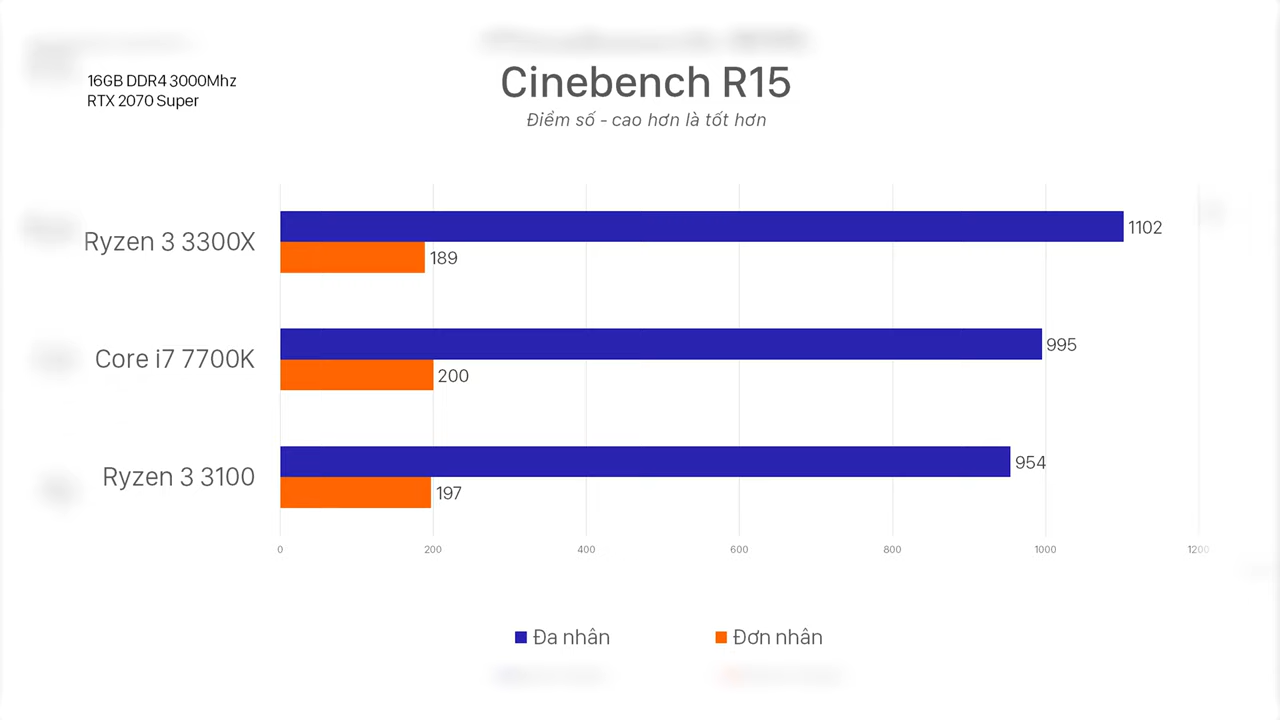 16GB DDR4 3000Mhz
RTX 2070 Super
Cinebench R15
Điểm số - cao hơn là tốt hơn
Ryzen 3 3300X
1102
189
Core i7 7700K
995
200
Ryzen 3 3100
954
197
0 200 400 600 800 1000 1200
Đa nhân Đơn nhân